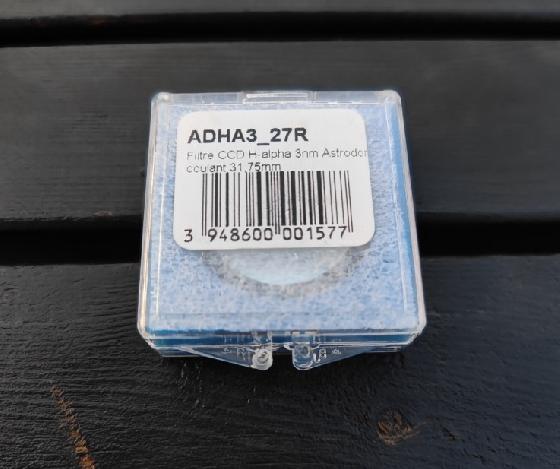 ADHA3_27R
Filtre CCD H-alpha 3nm Astrodon
coulant 31,75mm
3 948600 001577